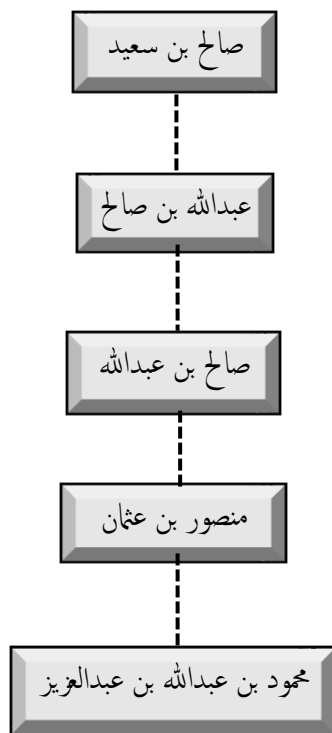 صالح بن سعيد
عبدالله بن صالح
صالح بن عبدالله
منصور بن عثمان
محمود بن عبدالله بن عبدالعزيز